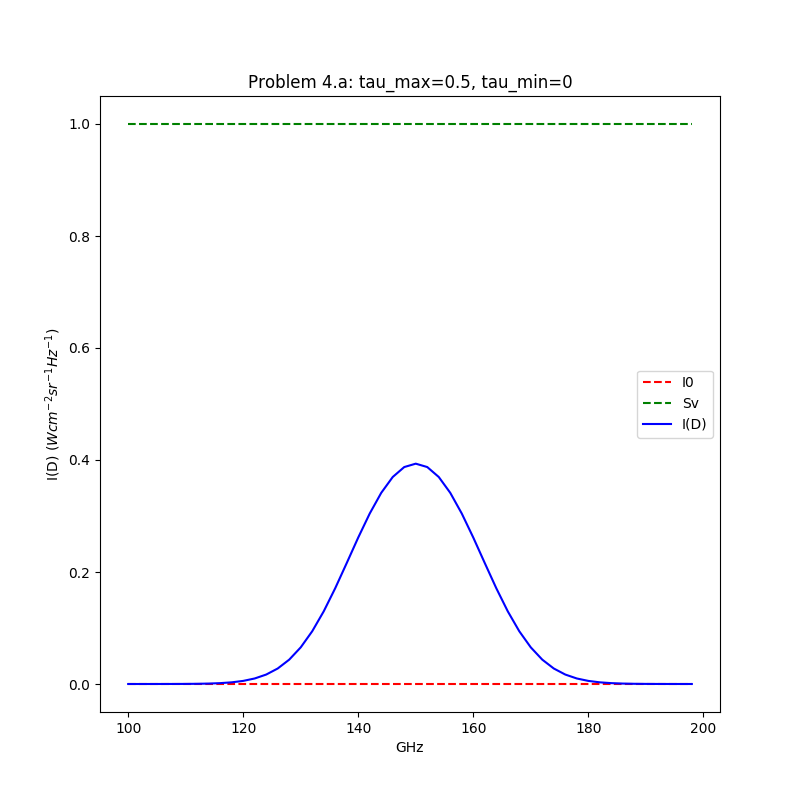 Problem 4.a: tau_max=0.5, tau_min=0
1.0
0.8
0.6
0.4
0.2
0.0
I(D) (Wcm⁻²sr⁻¹Hz⁻¹)
I0
Sv
I(D)
100 120 140 160 180 200
GHz